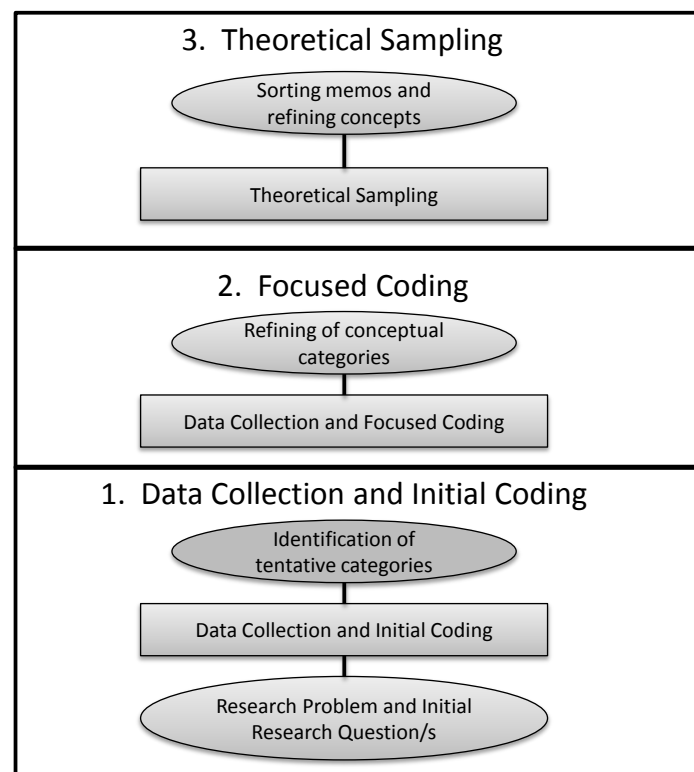 3. Theoretical Sampling
Sorting memos and
refining concepts
Theoretical Sampling
2. Focused Coding
Refining of conceptual
categories
Data Collection and Focused Coding
1. Data Collection and Initial Coding
Identification of
tentative categories
Data Collection and Initial Coding
Research Problem and Initial
Research Question/s